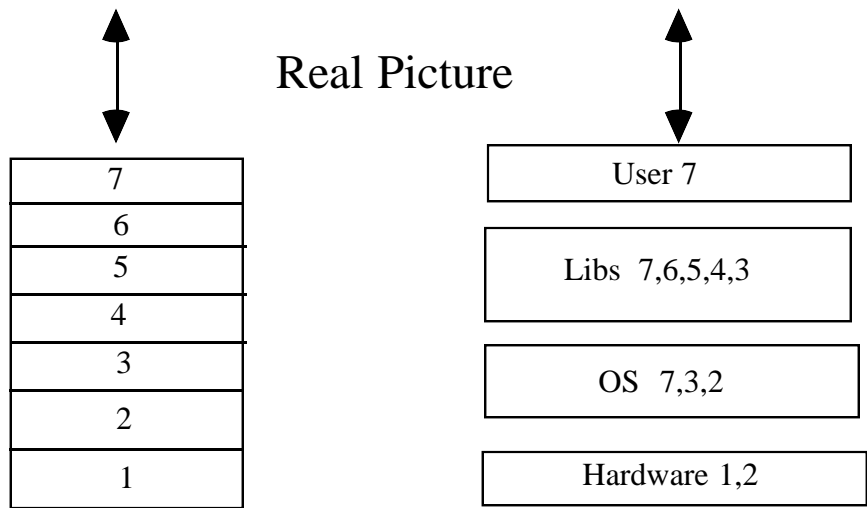 Real Picture
7
6
5
4
3
2
1
User 7
Libs 7,6,5,4,3
OS 7,3,2
Hardware 1,2